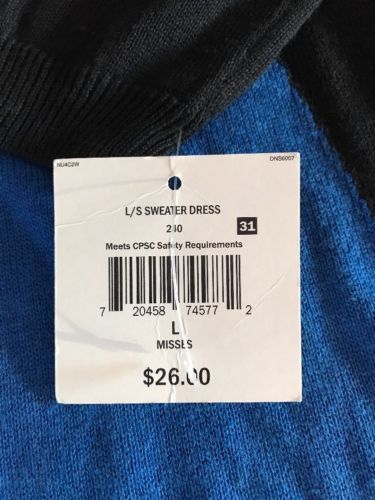 NU4C2W DNS6007
L/S SWEATER DRESS
240 31
Meets CPSC Safety Requirements
7 20458 74577 2
L
MISSES
$26.00